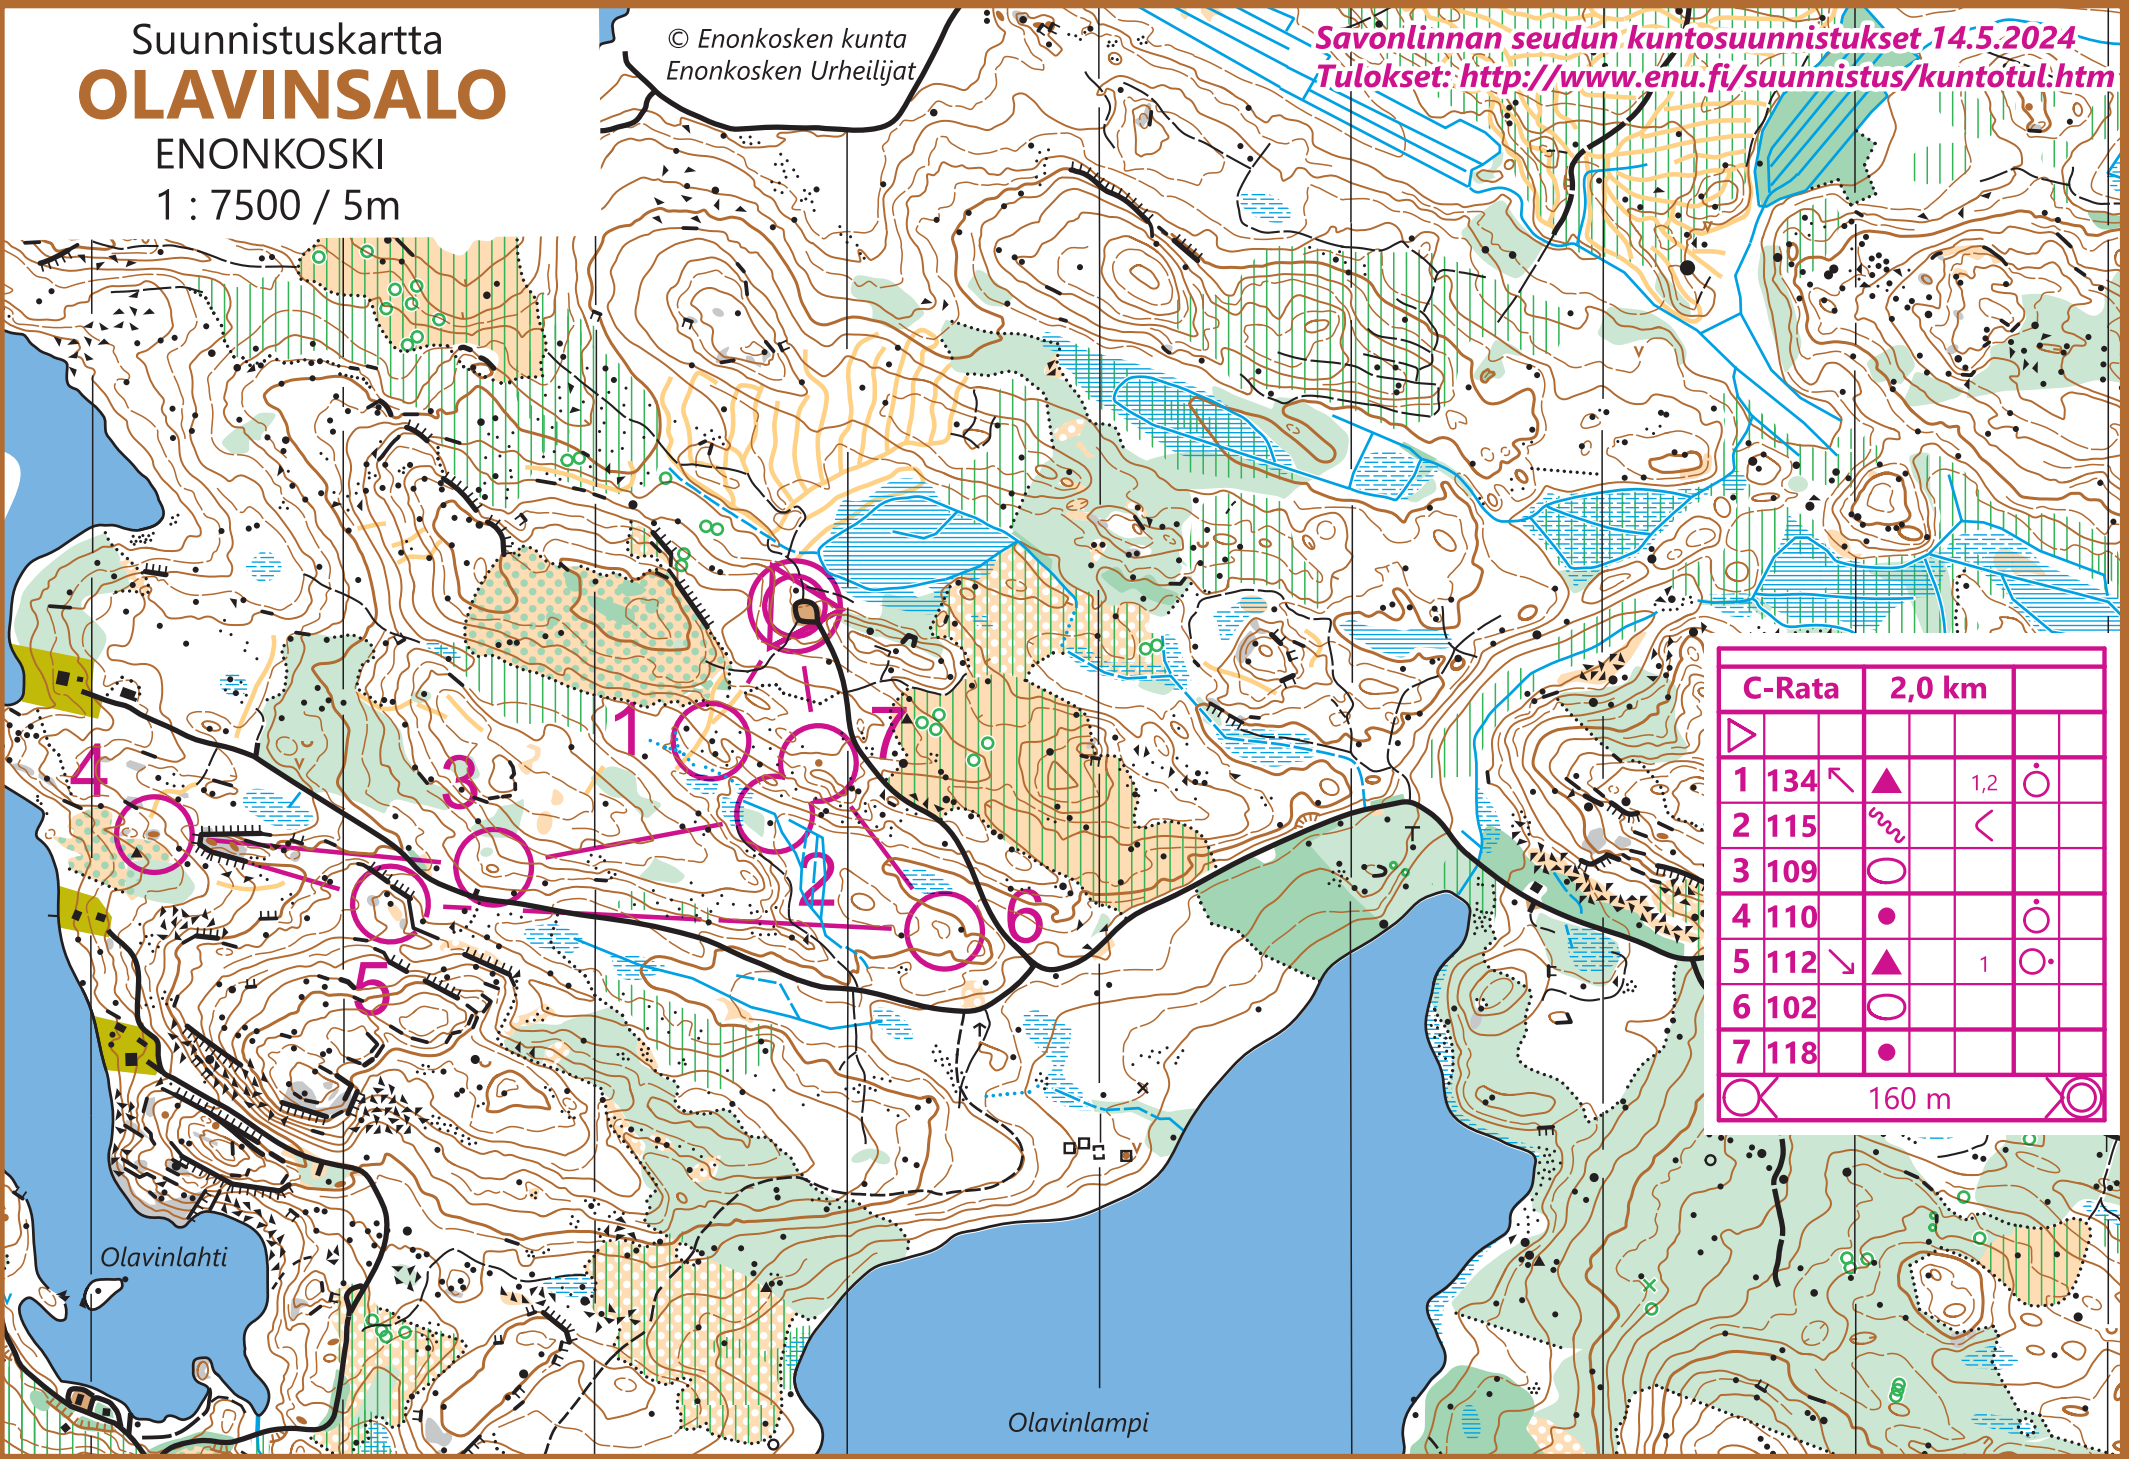 Suunnistuskartta
OLAVINSALO
ENONKOSKI
1 : 7500 / 5m
© Enonkosken kunta
Enonkosken Urheilijat
Savonlinnan seudun kuntosuunnistukset 14.5.2024
Tulokset: http://www.enu.fi/suunnistus/kuntotul.htm
1
7
4
3
2
6
5
C-Rata 2,0 km
1 134 1,2
2 115
3 109
4 110
5 112 1
6 102
7 118
160 m
Olavinlahti
Olavinlampi